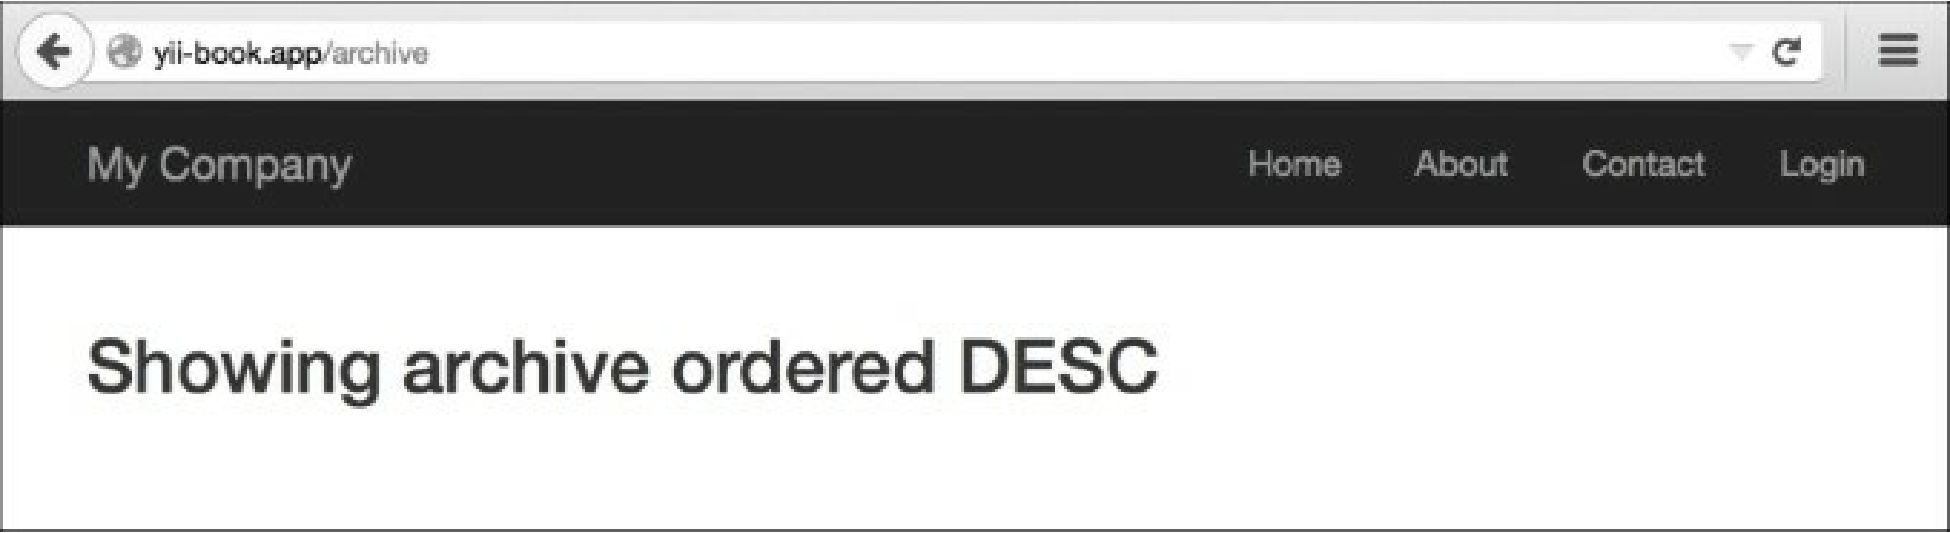 yii-book.app/archive
My Company Home About Contact Login
Showing archive ordered DESC